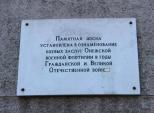 Памятная доска
установлена в ознаменование
боевых заслуг Онежской
военной флотилии в годы
Гражданской и Великой
Отечественной войн